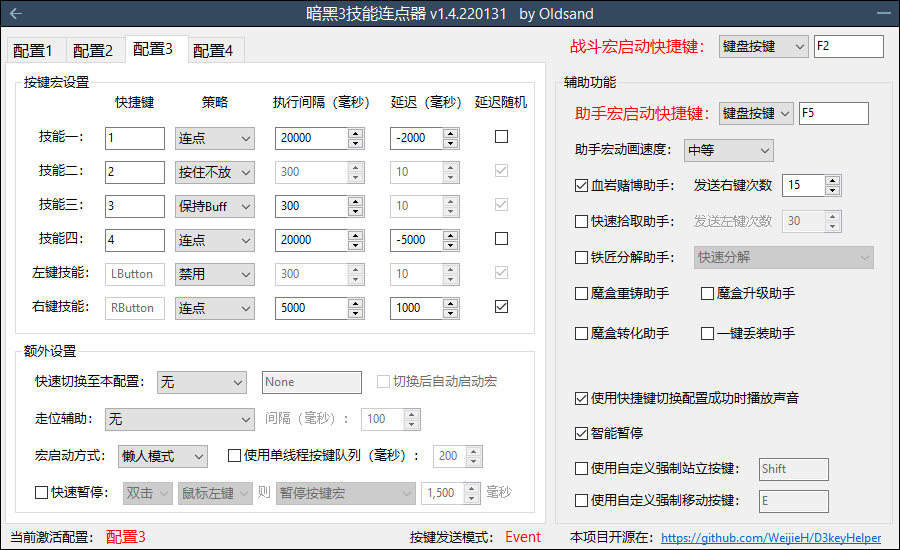 暗黑3技能连点器 v1.4.220131 by Oldsand
配置1 配置2 配置3 配置4
战斗宏启动快捷键： 键盘按键 F2
按键宏设置
快捷键 策略 执行间隔（毫秒） 延迟（毫秒） 延迟随机
技能一： 1 连点 20000 -2000
技能二： 2 按住不放 300 10
技能三： 3 保持Buff 300 10
技能四： 4 连点 20000 -5000
左键技能： LButton 禁用 300 10
右键技能： RButton 连点 5000 1000
额外设置
快速切换至本配置： 无 None 切换后自动启动宏
走位辅助： 无 间隔（毫秒）： 100
宏启动方式： 懒人模式 使用单线程按键队列（毫秒）： 200
快速暂停： 双击 鼠标左键 则 暂停按键宏 1,500 毫秒
辅助功能
助手宏启动快捷键： 键盘按键 F5
助手宏动画速度： 中等
血岩赌博助手： 发送右键次数 15
快速拾取助手： 发送左键次数 30
铁匠分解助手： 快速分解
魔盒重铸助手 魔盒升级助手
魔盒转化助手 一键丢装助手
使用快捷键切换配置成功时播放声音
智能暂停
使用自定义强制站立按键： Shift
使用自定义强制移动按键： E
当前激活配置： 配置3 按键发送模式： Event 本项目开源在： https://github.com/WeijieH/D3keyHelper